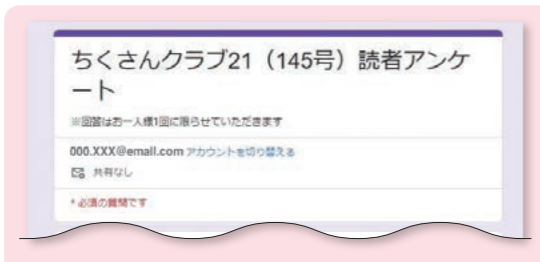 ちくさんクラブ21（145号）読者アンケ
ート
※回答はお一人様1回に限らせていただきます
000.XXX@email.com アカウントを切り替える
共有なし
* 必須の質問です